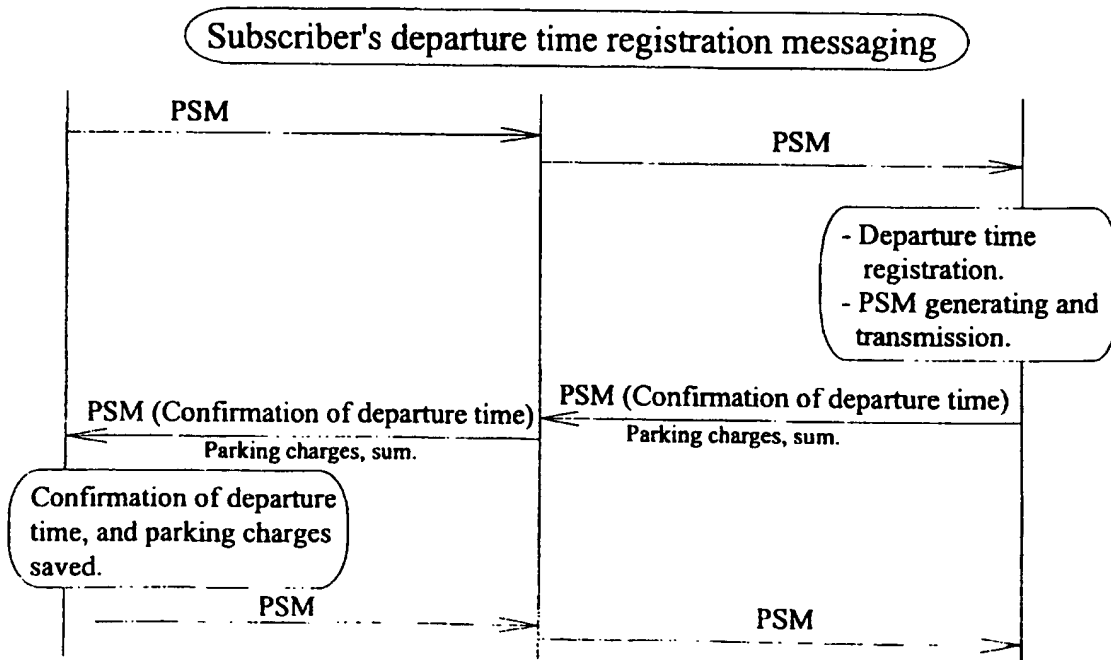 Subscriber's departure time registration messaging
PSM
PSM
- Departure time
registration.
- PSM generating and
transmission.
PSM (Confirmation of departure time)
Parking charges, sum.
PSM (Confirmation of departure time)
Parking charges, sum.
Confirmation of departure
time, and parking charges
saved.
PSM
PSM